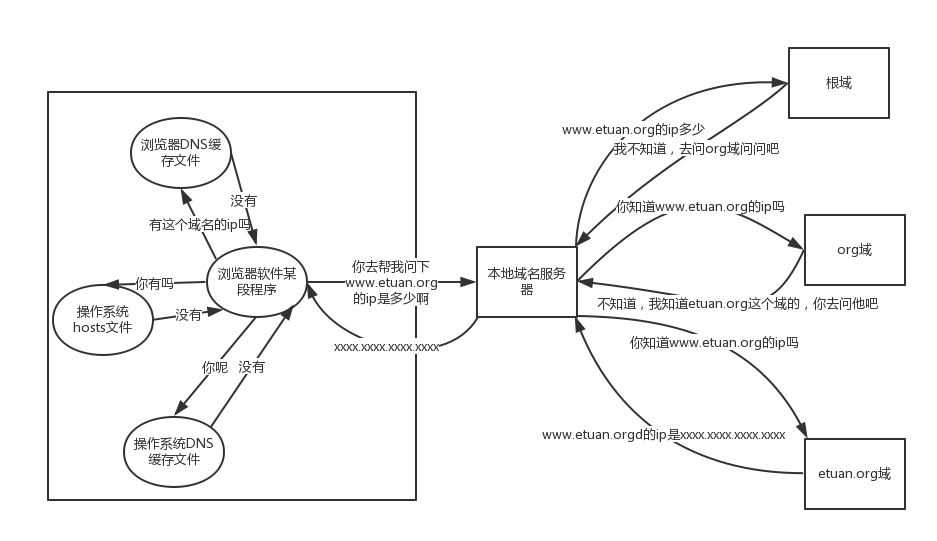 根域
www.etuan.org的ip多少
我不知道，去问org域问问吧
浏览器DNS缓
存文件
没有
有这个域名的ip吗
你知道www.etuan.org的ip吗
org域
浏览器软件某
段程序
你去帮我问下
www.etuan.org
的ip是多少啊
本地域名服务
器
你有吗
操作系统
hosts文件
没有
不知道，我知道etuan.org这个域的，你去问他吧
xxxx.xxxx.xxxx.xxxx
你知道www.etuan.org的ip吗
你呢
没有
操作系统DNS
缓存文件
www.etuan.orgd的ip是xxxx.xxxx.xxxx.xxxx
etuan.org域